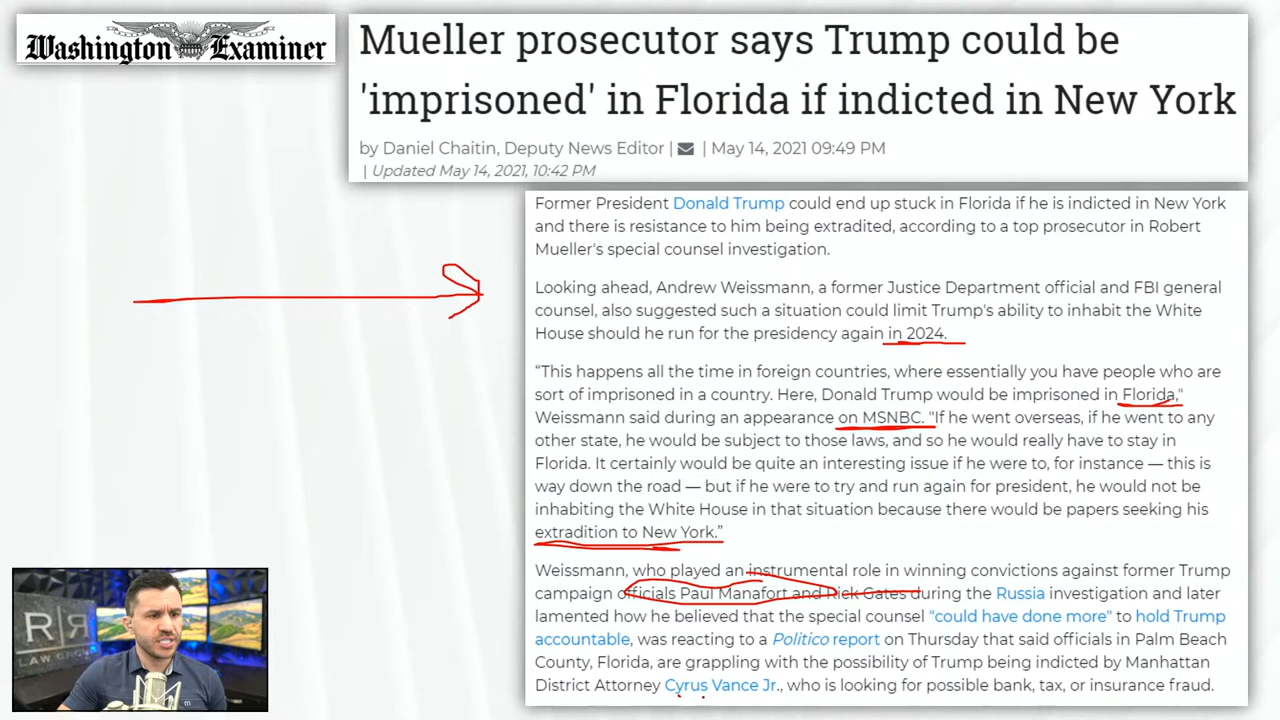 Washington Examiner
Mueller prosecutor says Trump could be
'imprisoned' in Florida if indicted in New York
by Daniel Chaitin, Deputy News Editor | | May 14, 2021 09:49 PM
| Updated May 14, 2021, 10:42 PM
Former President Donald Trump could end up stuck in Florida if he is indicted in New York
and there is resistance to him being extradited, according to a top prosecutor in Robert
Mueller's special counsel investigation.
Looking ahead, Andrew Weissmann, a former Justice Department official and FBI general
counsel, also suggested such a situation could limit Trump's ability to inhabit the White
House should he run for the presidency again in 2024.
“This happens all the time in foreign countries, where essentially you have people who are
sort of imprisoned in a country. Here, Donald Trump would be imprisoned in Florida,"
Weissmann said during an appearance on MSNBC. "If he went overseas, if he went to any
other state, he would be subject to those laws, and so he would really have to stay in
Florida. It certainly would be quite an interesting issue if he were to, for instance — this is
way down the road — but if he were to try and run again for president, he would not be
inhabiting the White House in that situation because there would be papers seeking his
extradition to New York.”
Weissmann, who played an instrumental role in winning convictions against former Trump
campaign officials Paul Manafort and Rick Gates during the Russia investigation and later
lamented how he believed that the special counsel "could have done more" to hold Trump
accountable, was reacting to a Politico report on Thursday that said officials in Palm Beach
County, Florida, are grappling with the possibility of Trump being indicted by Manhattan
District Attorney Cyrus Vance Jr., who is looking for possible bank, tax, or insurance fraud.
R R
LAW GROUP